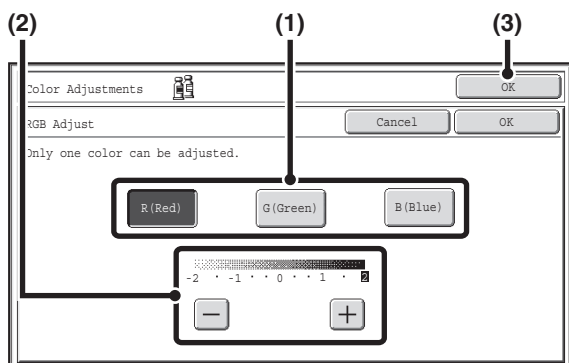 (2) (1) (3)
Color Adjustments OK
RGB Adjust Cancel OK
Only one color can be adjusted.
R(Red) G(Green) B(Blue)
-2 · -1 · · 0 · · 1 · 2
− +